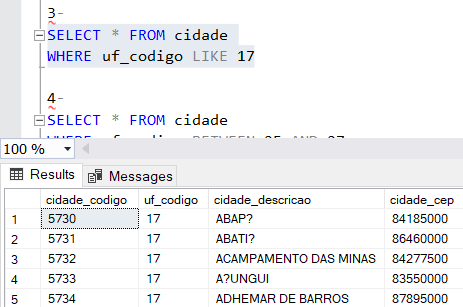 3-
SELECT * FROM cidade
WHERE uf_codigo LIKE 17
4-
SELECT * FROM cidade
100 %
Results Messages
cidade_codigo uf_codigo cidade_descricao cidade_cep
1 5730 17 ABAP? 84185000
2 5731 17 ABATI? 86460000
3 5732 17 ACAMPAMENTO DAS MINAS 84277500
4 5733 17 A?UNGUI 83550000
5 5734 17 ADHEMAR DE BARROS 87895000